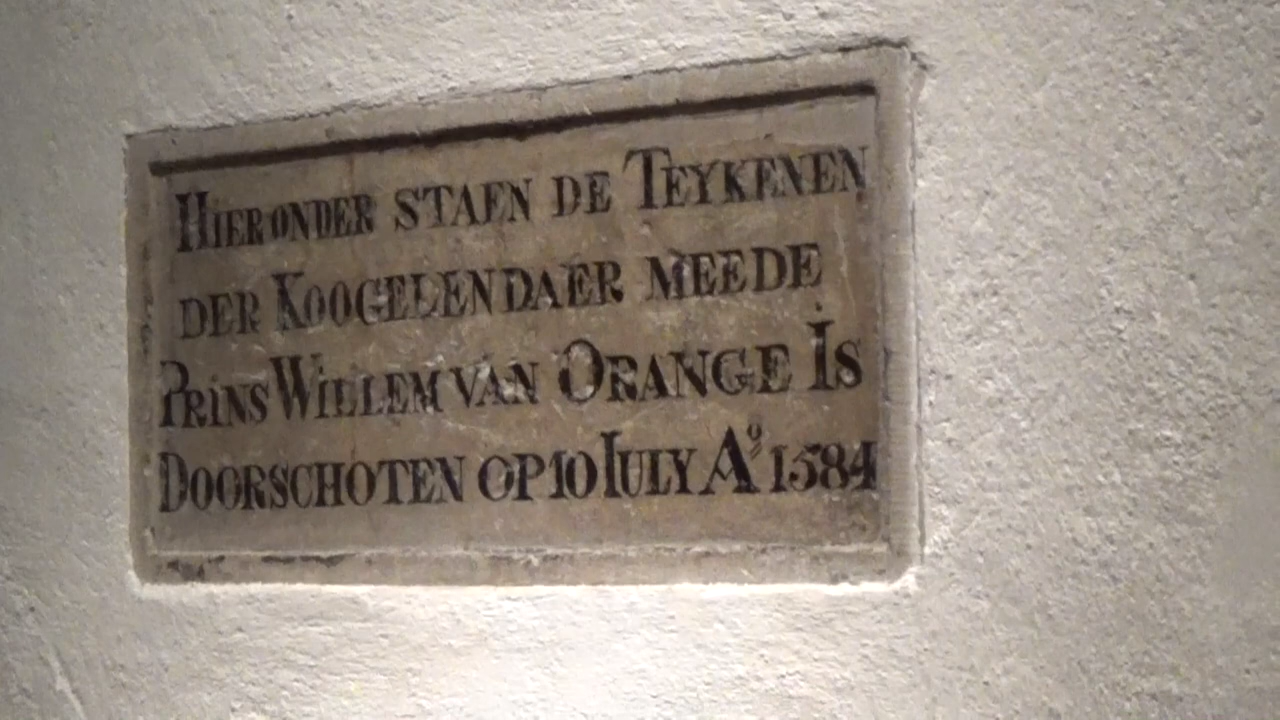 HIER ONDER STAEN DE TEYKENEN
DER KOOGELEN DAER MEEDE
PRINS WILLEM VAN ORANGE IS
DOORSCHOTEN OP 10 IULY Aº 1584